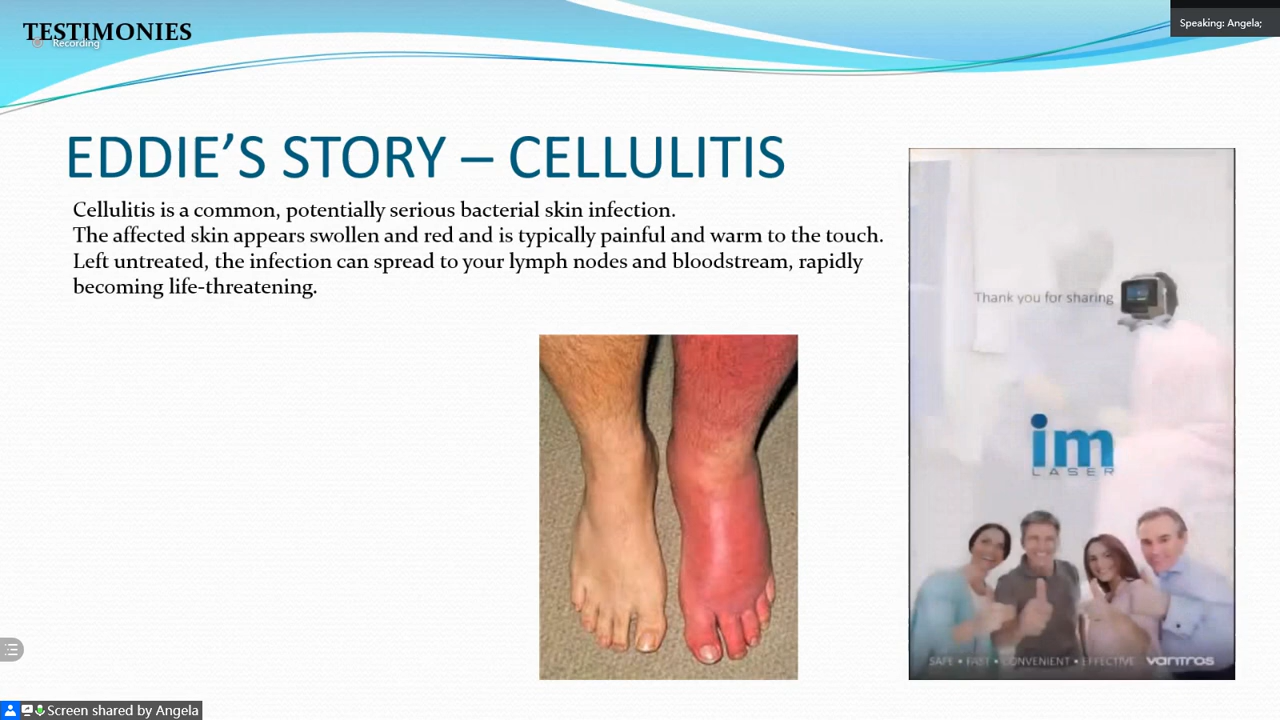 TESTIMONIES
Recording
Speaking: Angela;
EDDIE’S STORY – CELLULITIS
Cellulitis is a common, potentially serious bacterial skin infection.
The affected skin appears swollen and red and is typically painful and warm to the touch.
Left untreated, the infection can spread to your lymph nodes and bloodstream, rapidly
becoming life-threatening.
Thank you for sharing
im
LASER
SAFE • FAST • CONVENIENT • EFFECTIVE vantros
Screen shared by Angela